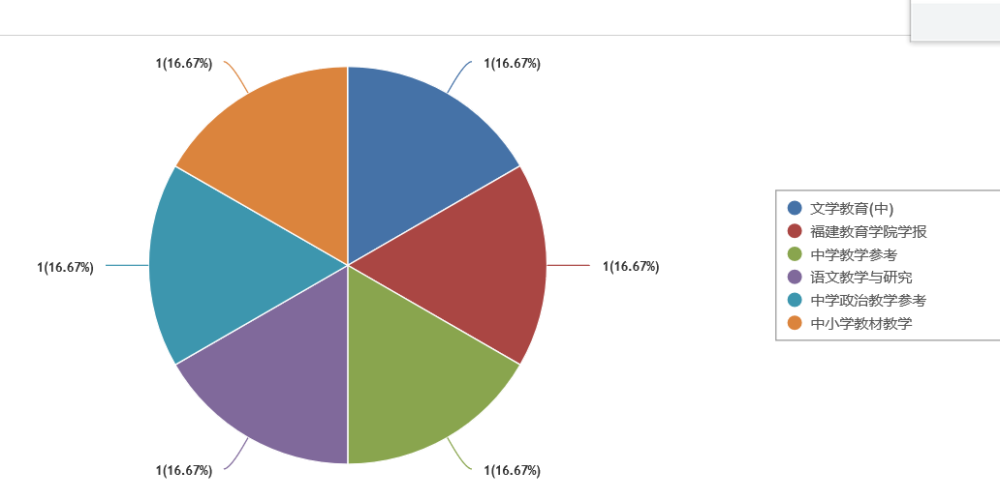 1(16.67%)
1(16.67%)
1(16.67%)
1(16.67%)
1(16.67%)
1(16.67%)
文学教育(中)
福建教育学院学报
中学教学参考
语文教学与研究
中学政治教学参考
中小学教材教学